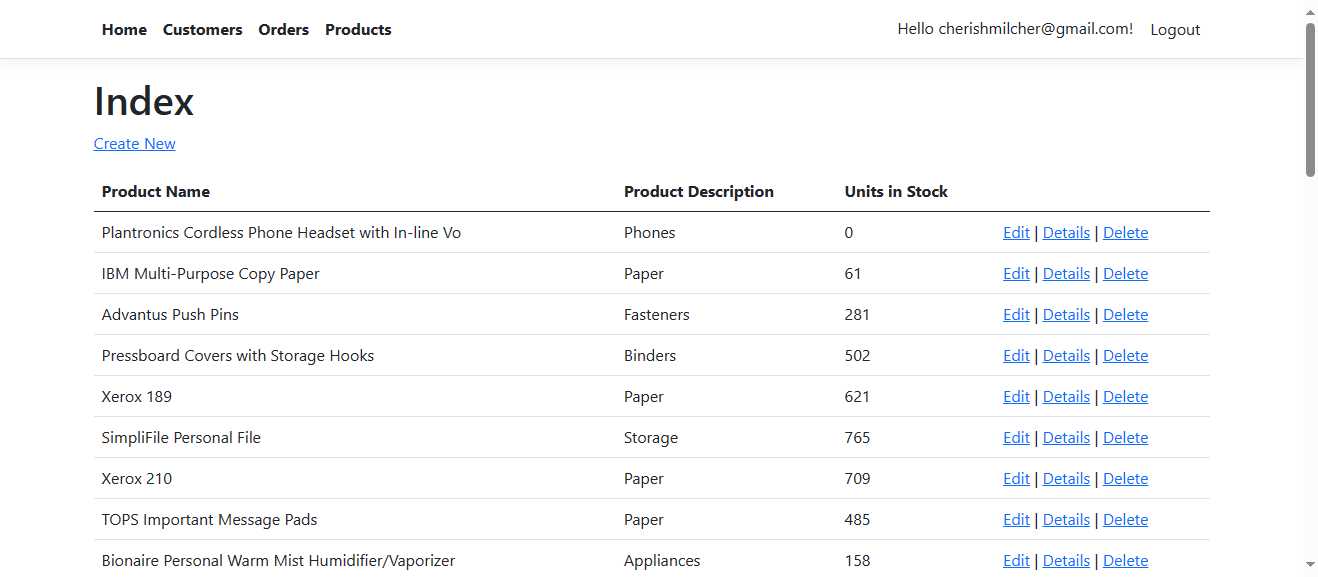 Home Customers Orders Products Hello cherishmilcher@gmail.com! Logout
Index
Create New
Product Name Product Description Units in Stock
Plantronics Cordless Phone Headset with In-line Vo Phones 0 Edit | Details | Delete
IBM Multi-Purpose Copy Paper Paper 61 Edit | Details | Delete
Advantus Push Pins Fasteners 281 Edit | Details | Delete
Pressboard Covers with Storage Hooks Binders 502 Edit | Details | Delete
Xerox 189 Paper 621 Edit | Details | Delete
SimpliFile Personal File Storage 765 Edit | Details | Delete
Xerox 210 Paper 709 Edit | Details | Delete
TOPS Important Message Pads Paper 485 Edit | Details | Delete
Bionaire Personal Warm Mist Humidifier/Vaporizer Appliances 158 Edit | Details | Delete